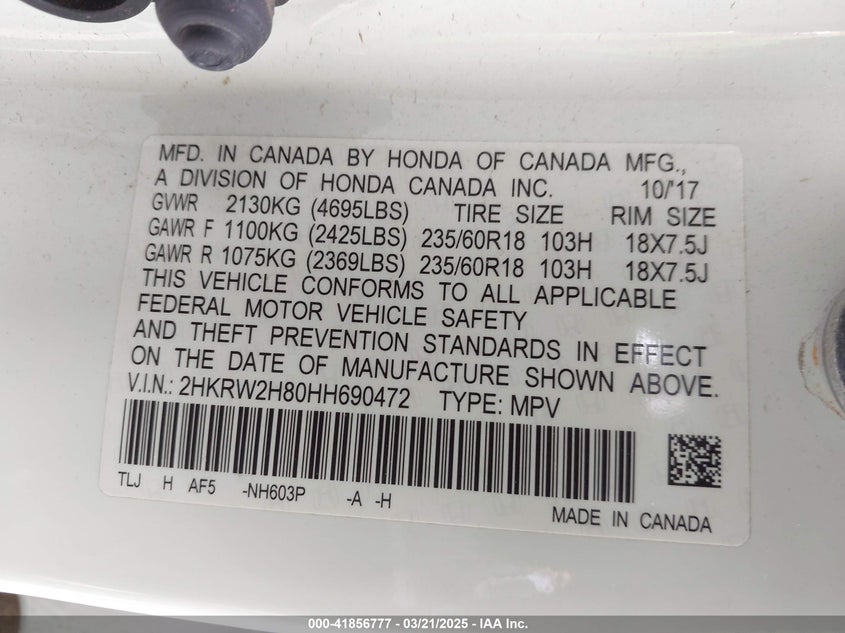 MFD. IN CANADA BY HONDA OF CANADA MFG.,
A DIVISION OF HONDA CANADA INC. 10/'17
GVWR 2130KG (4695LBS) TIRE SIZE RIM SIZE
GAWR F 1100KG (2425LBS) 235/60R18 103H 18X7.5J
GAWR R 1075KG (2369LBS) 235/60R18 103H 18X7.5J
THIS VEHICLE CONFORMS TO ALL APPLICABLE
FEDERAL MOTOR VEHICLE SAFETY
AND THEFT PREVENTION STANDARDS IN EFFECT
ON THE DATE OF MANUFACTURE SHOWN ABOVE.
V.I.N.: 2HKRW2H80HH690472 TYPE: MPV
TLJ H AF5 -NH603P -A -H
MADE IN CANADA
000-41856777 - 03/21/2025 - IAA Inc.